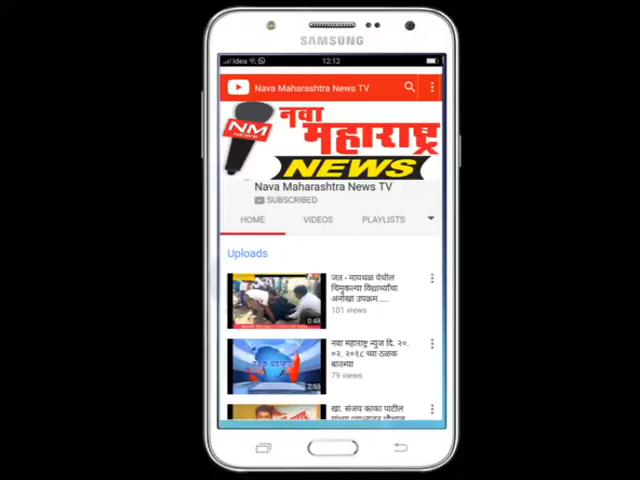 SAMSUNG
Idea
12:12
Nava Maharashtra News TV
NM
NEWS
नवा
महाराष्ट्र
NEWS
Nava Maharashtra News TV
SUBSCRIBED
HOME VIDEOS PLAYLISTS
Uploads
जत - मायथळ येथील
चिमुकल्या विद्यार्थ्यांचा
अनोखा उपक्रम.....
101 views
0:48
नवा महाराष्ट्र न्युज दि. २०.
०२. २०१८ च्या ठळक
बातम्या
79 views
2:55
खा. संजय काका पाटील